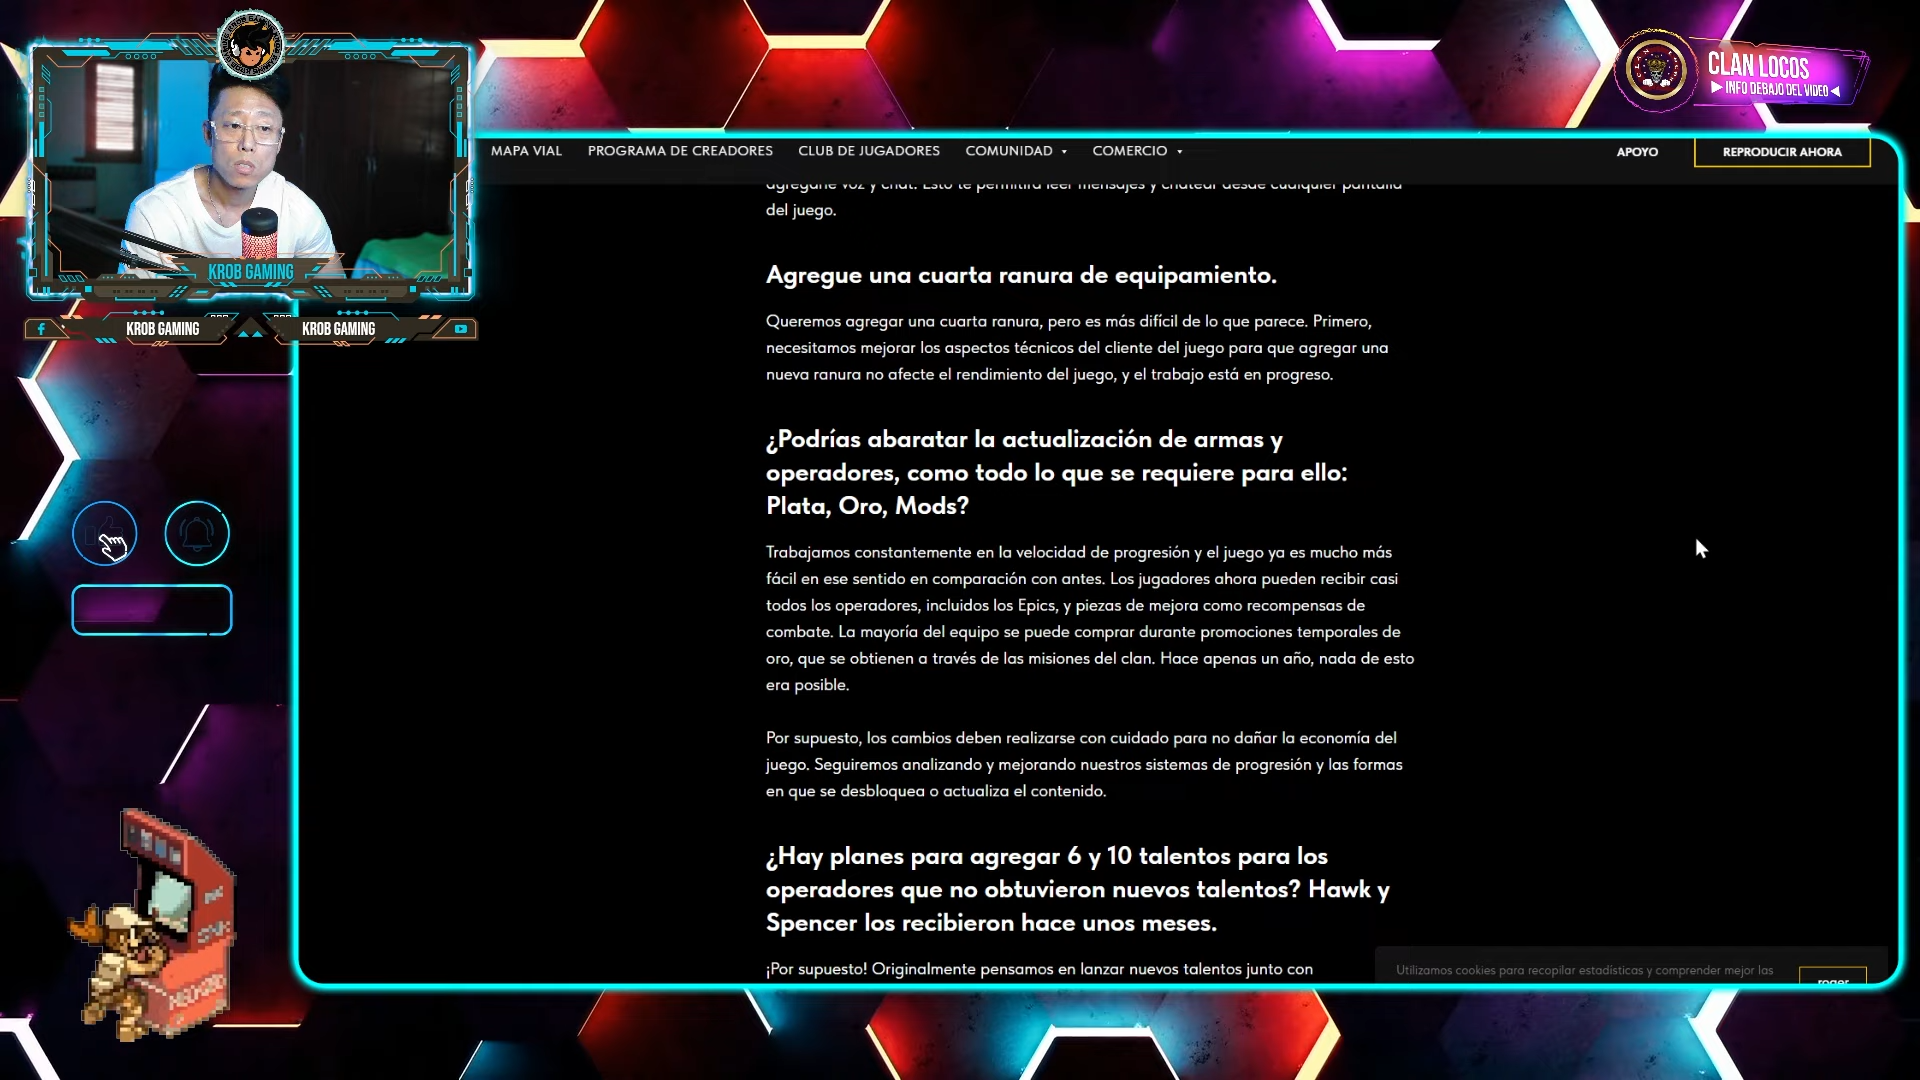 CLAN LOCOS
INFO DEBAJO DEL VIDEO
MAPA VIAL PROGRAMA DE CREADORES CLUB DE JUGADORES COMUNIDAD COMERCIO APOYO REPRODUCIR AHORA
KROB GAMING
KROB GAMING KROB GAMING
agregarle voz y chat. Esto te permitirá leer mensajes y chatear desde cualquier pantalla
del juego.
Agregue una cuarta ranura de equipamiento.
Queremos agregar una cuarta ranura, pero es más difícil de lo que parece. Primero,
necesitamos mejorar los aspectos técnicos del cliente del juego para que agregar una
nueva ranura no afecte el rendimiento del juego, y el trabajo está en progreso.
¿Podrías abaratar la actualización de armas y
operadores, como todo lo que se requiere para ello:
Plata, Oro, Mods?
Trabajamos constantemente en la velocidad de progresión y el juego ya es mucho más
fácil en ese sentido en comparación con antes. Los jugadores ahora pueden recibir casi
todos los operadores, incluidos los Epics, y piezas de mejora como recompensas de
combate. La mayoría del equipo se puede comprar durante promociones temporales de
oro, que se obtienen a través de las misiones del clan. Hace apenas un año, nada de esto
era posible.
Por supuesto, los cambios deben realizarse con cuidado para no dañar la economía del
juego. Seguiremos analizando y mejorando nuestros sistemas de progresión y las formas
en que se desbloquea o actualiza el contenido.
¿Hay planes para agregar 6 y 10 talentos para los
operadores que no obtuvieron nuevos talentos? Hawk y
Spencer los recibieron hace unos meses.
¡Por supuesto! Originalmente pensamos en lanzar nuevos talentos junto con
Utilizamos cookies para recopilar estadísticas y comprender mejor las
roger